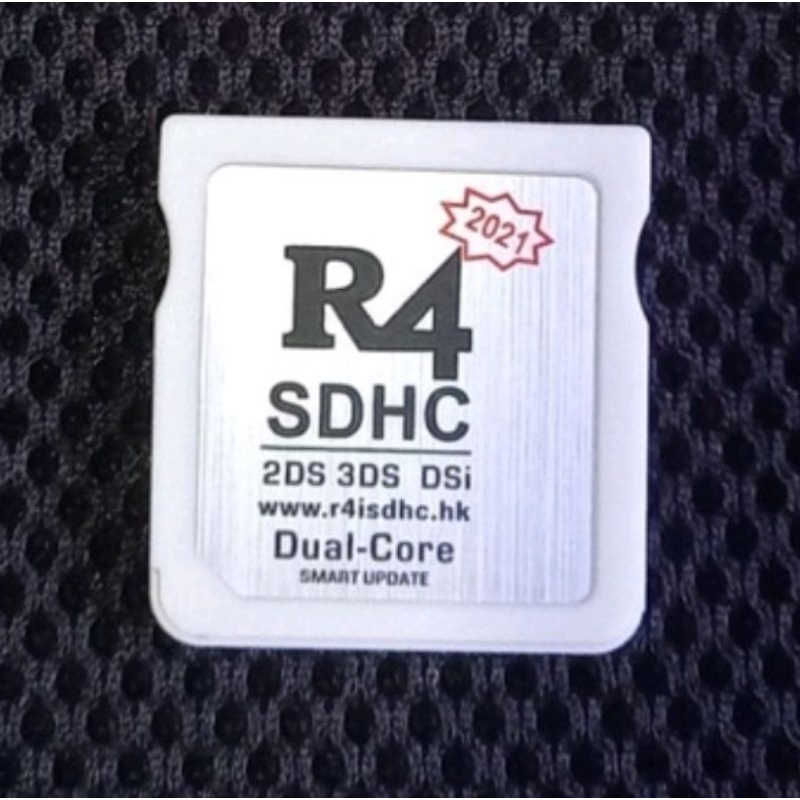 2021
R4
SDHC
2DS 3DS DSi
www.r4isdhc.hk
Dual-Core
SMART UPDATE